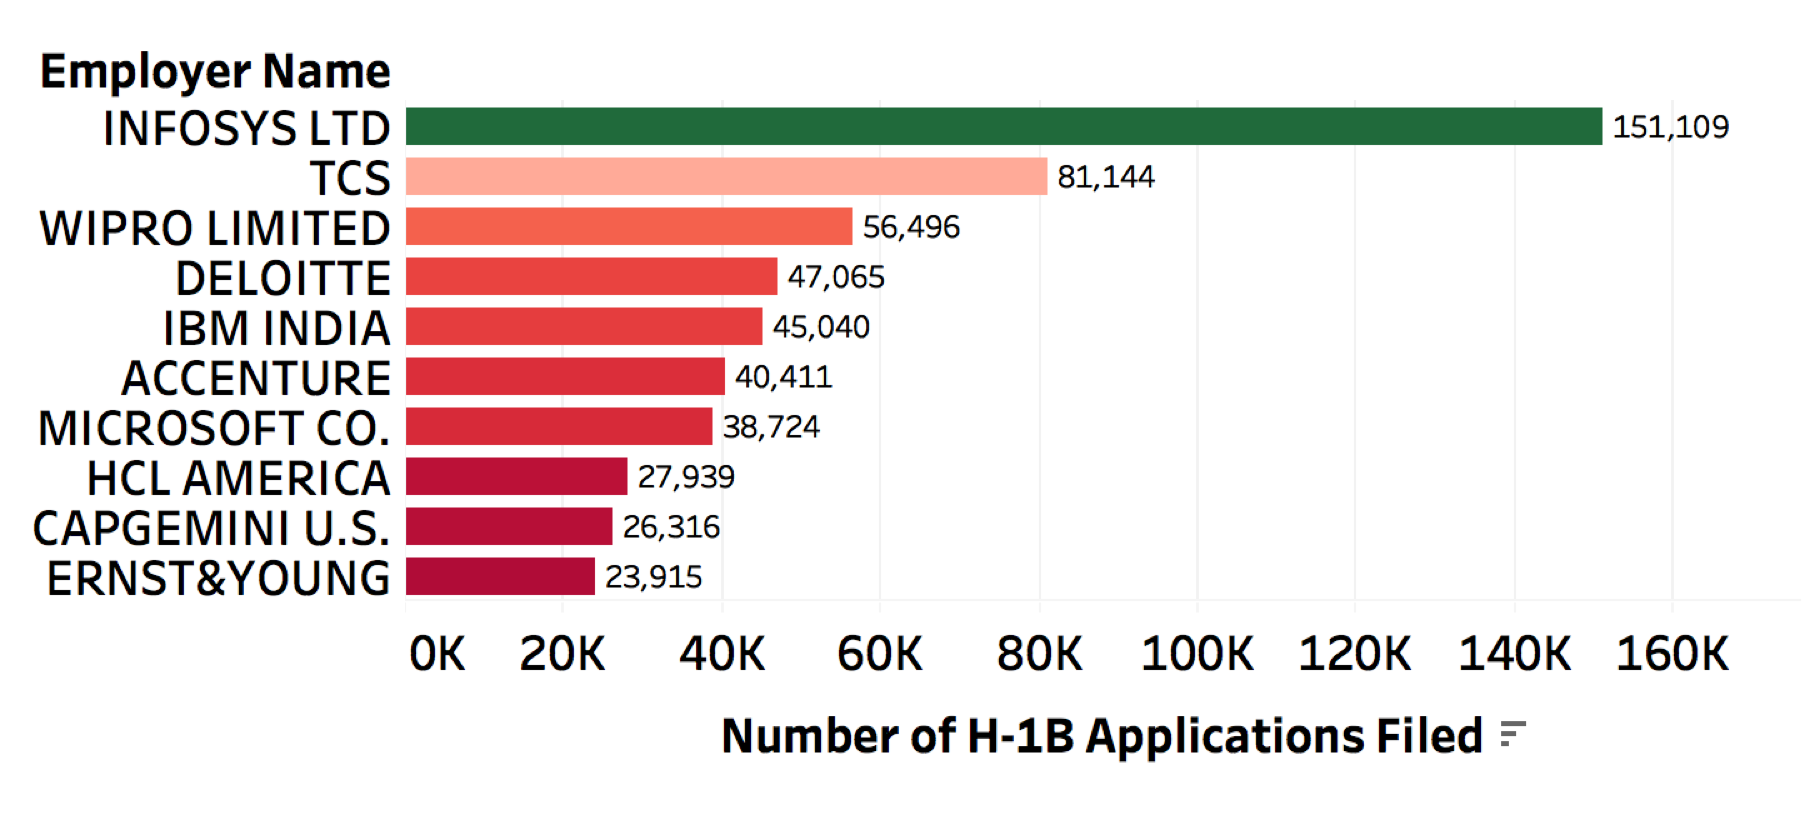 Employer Name
INFOSYS LTD 151,109
TCS 81,144
WIPRO LIMITED 56,496
DELOITTE 47,065
IBM INDIA 45,040
ACCENTURE 40,411
MICROSOFT CO. 38,724
HCL AMERICA 27,939
CAPGEMINI U.S. 26,316
ERNST&YOUNG 23,915
0K 20K 40K 60K 80K 100K 120K 140K 160K
Number of H-1B Applications Filed